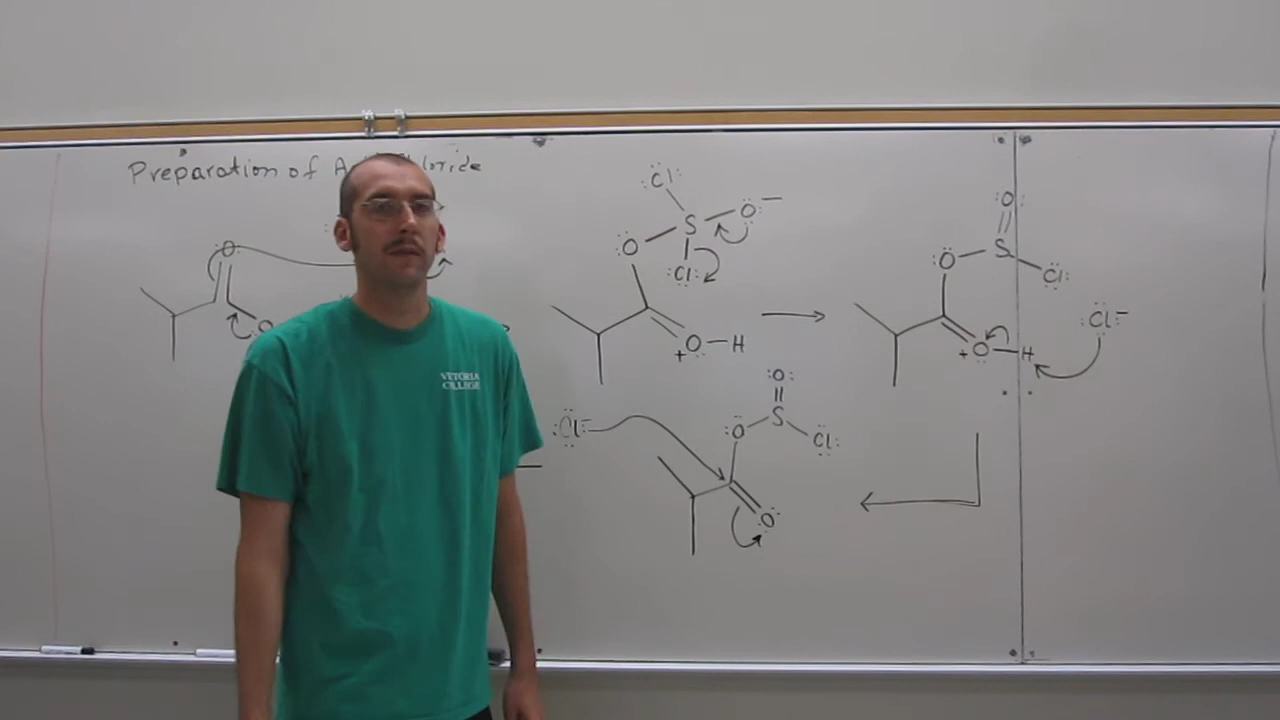 Preparation of A loride
O
O
Cl
S O
O
Cl
O H
+
O
S
O
Cl
Cl
O H
+
O
S
O
Cl
Cl
O
VICTORIA
COLLEGE